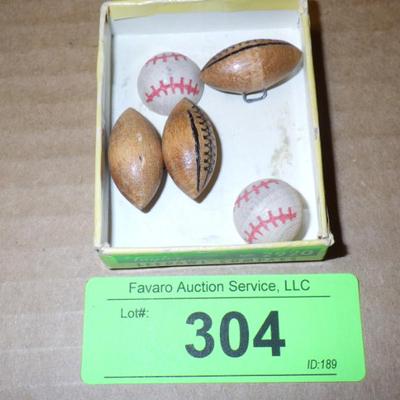 Favaro Auction Service, LLC
Lot#:
304
ID:189